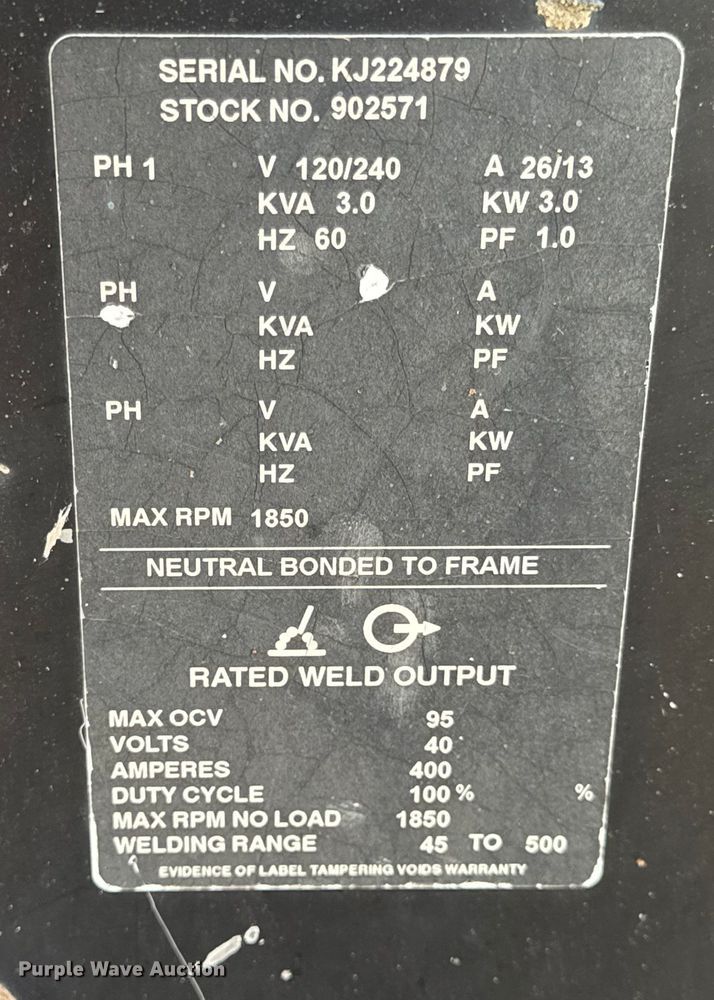 SERIAL NO. KJ224879
STOCK NO. 902571
PH 1 V 120/240 A 26/13
KVA 3.0 KW 3.0
HZ 60 PF 1.0
PH V A
KVA KW
HZ PF
PH V A
KVA KW
HZ PF
MAX RPM 1850
NEUTRAL BONDED TO FRAME
RATED WELD OUTPUT
MAX OCV 95
VOLTS 40
AMPERES 400
DUTY CYCLE 100 % %
MAX RPM NO LOAD 1850
WELDING RANGE 45 TO 500
EVIDENCE OF LABEL TAMPERING VOIDS WARRANTY
Purple Wave Auction